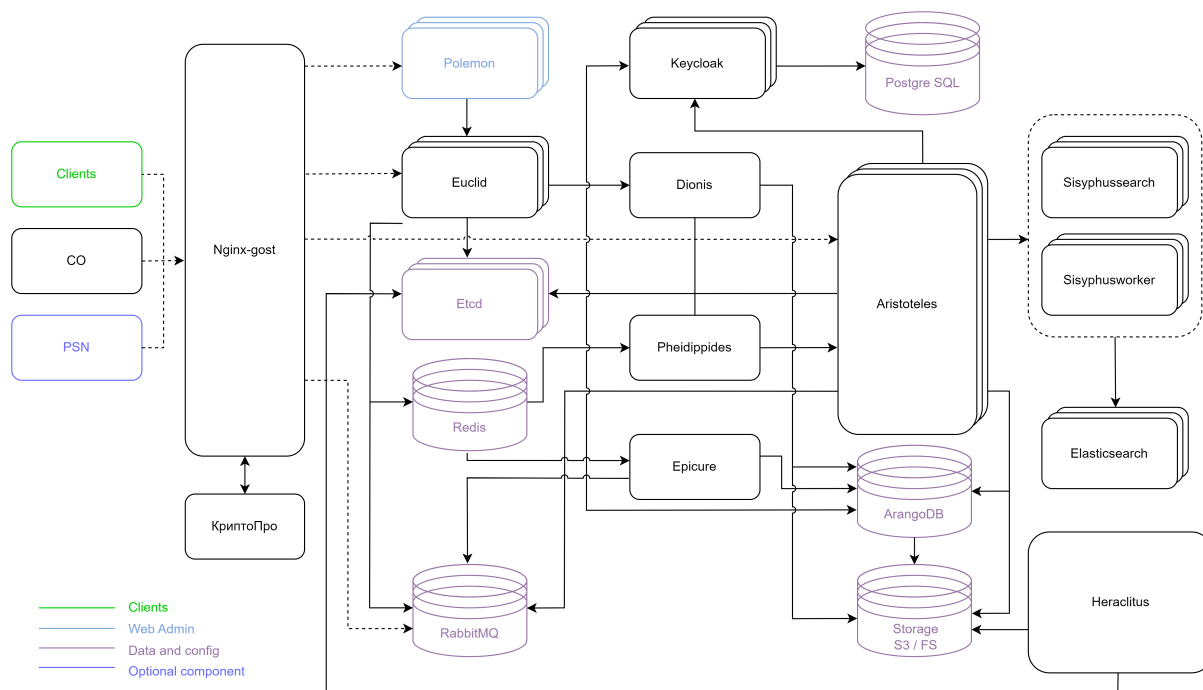 Polemon
Keycloak
Postgre SQL
Clients
Euclid
Dionis
Sisyphussearch
Nginx-gost
CO
Sisyphusworker
Etcd
Aristoteles
PSN
Pheidippides
Redis
Epicure
Elasticsearch
КриптоПро
ArangoDB
Heraclitus
RabbitMQ
Storage
S3 / FS
Clients
Web Admin
Data and config
Optional component